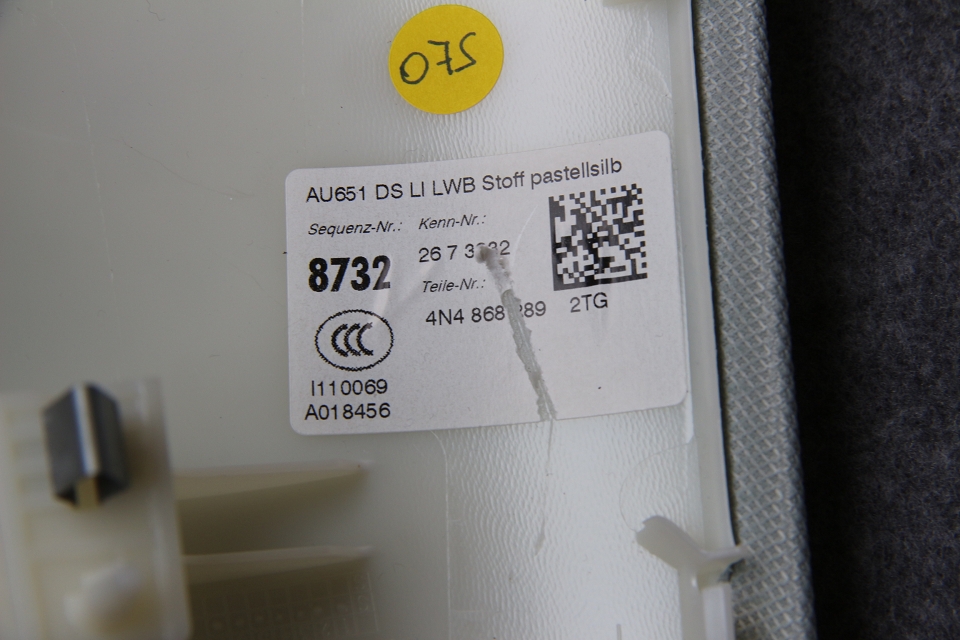 075
AU651 DS LI LWB Stoff pastellsilb
Sequenz-Nr.: Kenn-Nr.:
8732 26 7
Teile-Nr.:
4N4 2TG
CCC
I110069
A018456